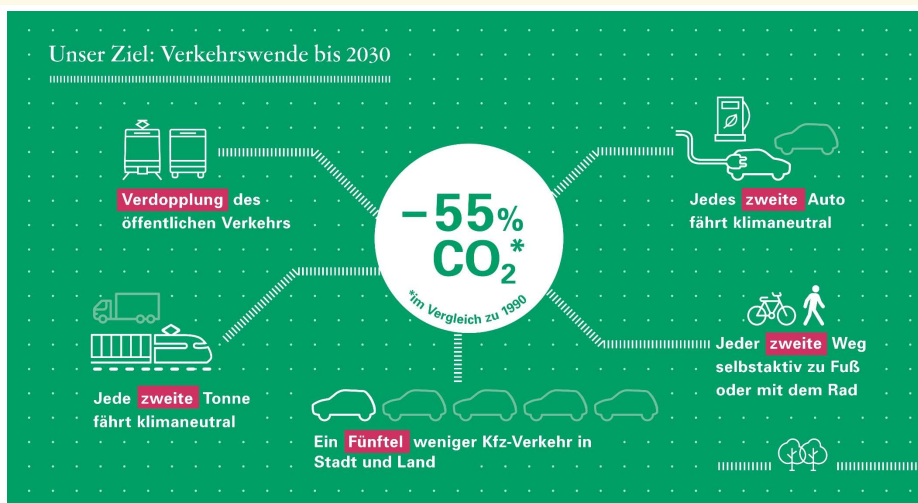 Unser Ziel: Verkehrswende bis 2030
Verdopplung des
öffentlichen Verkehrs
–55%
CO₂*
*im Vergleich zu 1990
Jedes zweite Auto
fährt klimaneutral
Jede zweite Tonne
fährt klimaneutral
Jeder zweite Weg
selbstaktiv zu Fuß
oder mit dem Rad
Ein Fünftel weniger Kfz-Verkehr in
Stadt und Land